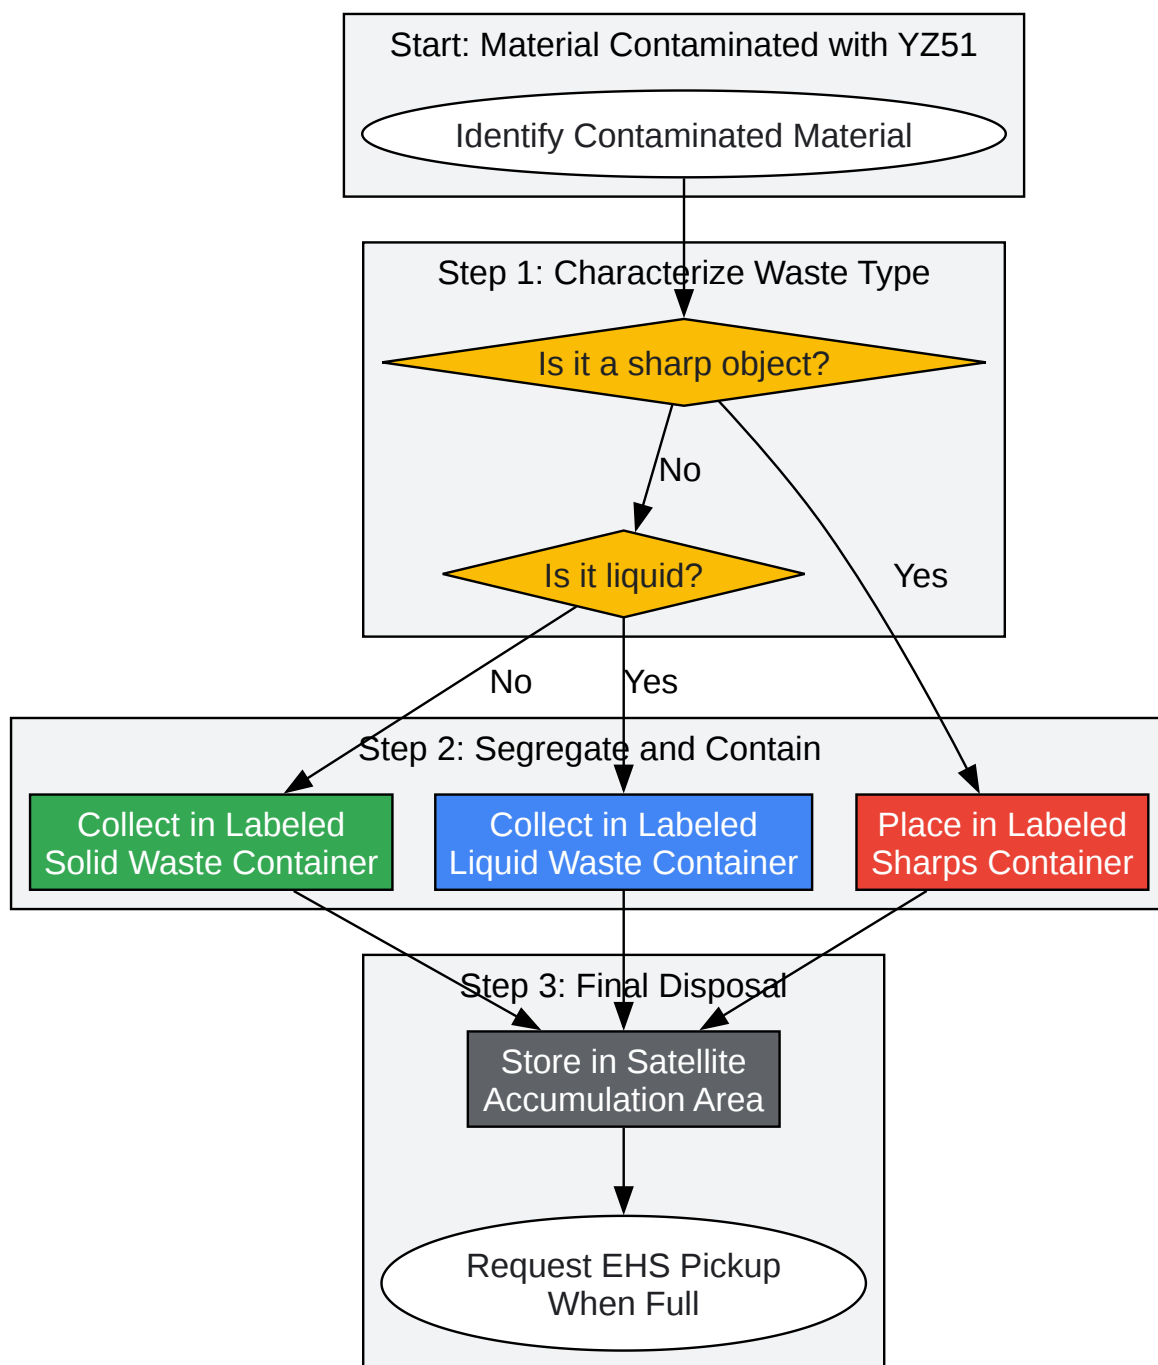 Start: Material Contaminated with YZ51
Identify Contaminated Material
Step 1: Characterize Waste Type
Is it a sharp object?
No
Is it liquid?
Yes
No
Yes
Step 2: Segregate and Contain
Collect in Labeled
Solid Waste Container
Collect in Labeled
Liquid Waste Container
Place in Labeled
Sharps Container
Step 3: Final Disposal
Store in Satellite
Accumulation Area
Request EHS Pickup
When Full